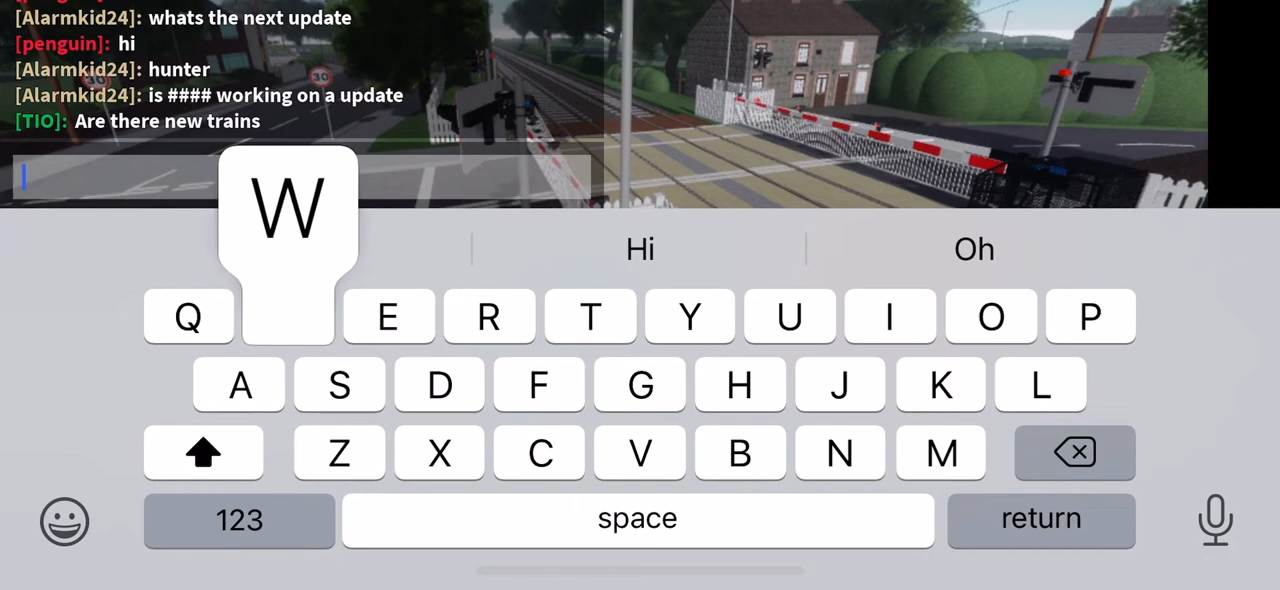 [Alarmkid24]: whats the next update
[penguin]: hi
[Alarmkid24]: hunter
[Alarmkid24]: is #### working on a update
[TIO]: Are there new trains
30
W
Hi
Oh
Q E R T Y U I O P
A S D F G H J K L
Z X C V B N M
123 space return